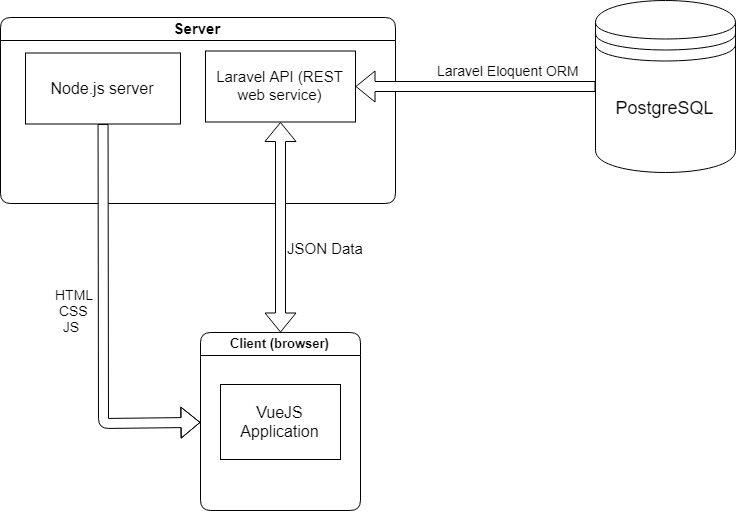 Server
Node.js server
Laravel API (REST
web service)
Laravel Eloquent ORM
PostgreSQL
JSON Data
HTML
CSS
JS
Client (browser)
VueJS
Application